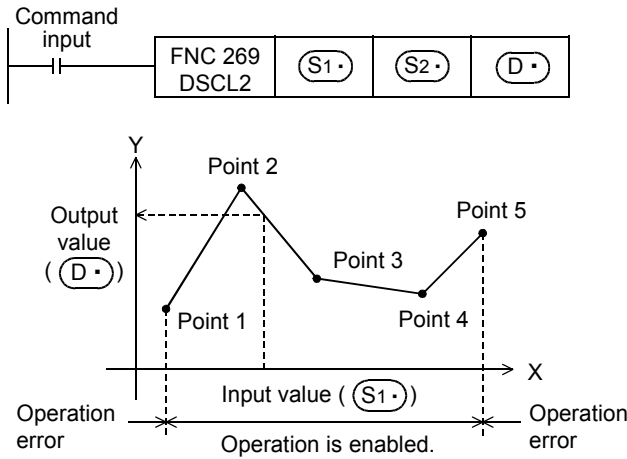 Command
input
FNC 269
DSCL2
S1・
S2・
D・
Y
Point 2
Output
value
( D・ )
Point 5
Point 3
Point 1
Point 4
X
Input value ( S1・ )
Operation
error
Operation is enabled.
Operation
error